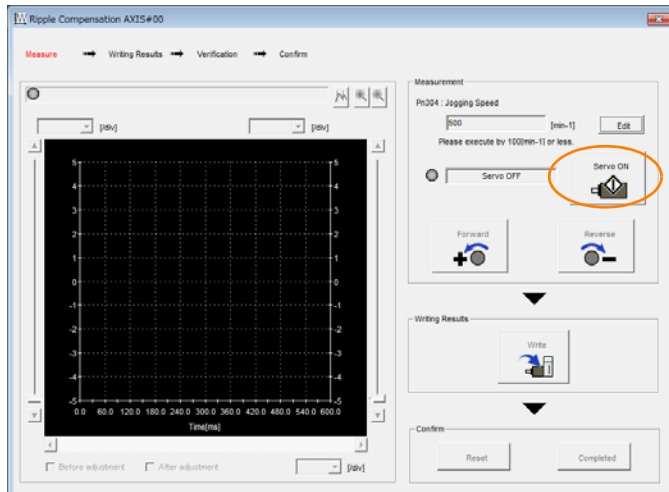 Ripple Compensation AXIS#00
Measure Writing Results Verification Confirm
[/div] [/div]
5 5
4 4
3 3
2 2
1 1
0 0
-1 -1
-2 -2
-3 -3
-4 -4
-5 -5
0.0 60.0 120.0 180.0 240.0 300.0 360.0 420.0 480.0 540.0 600.0
Time[ms]
Before adjustment After adjustment [/div]
Measurement
Pn304 : Jogging Speed
500 [min-1] Edit
Please execute by 100[min-1] or less.
Servo OFF Servo ON
Forward Reverse
Writing Results
Write
Confirm
Reset Completed